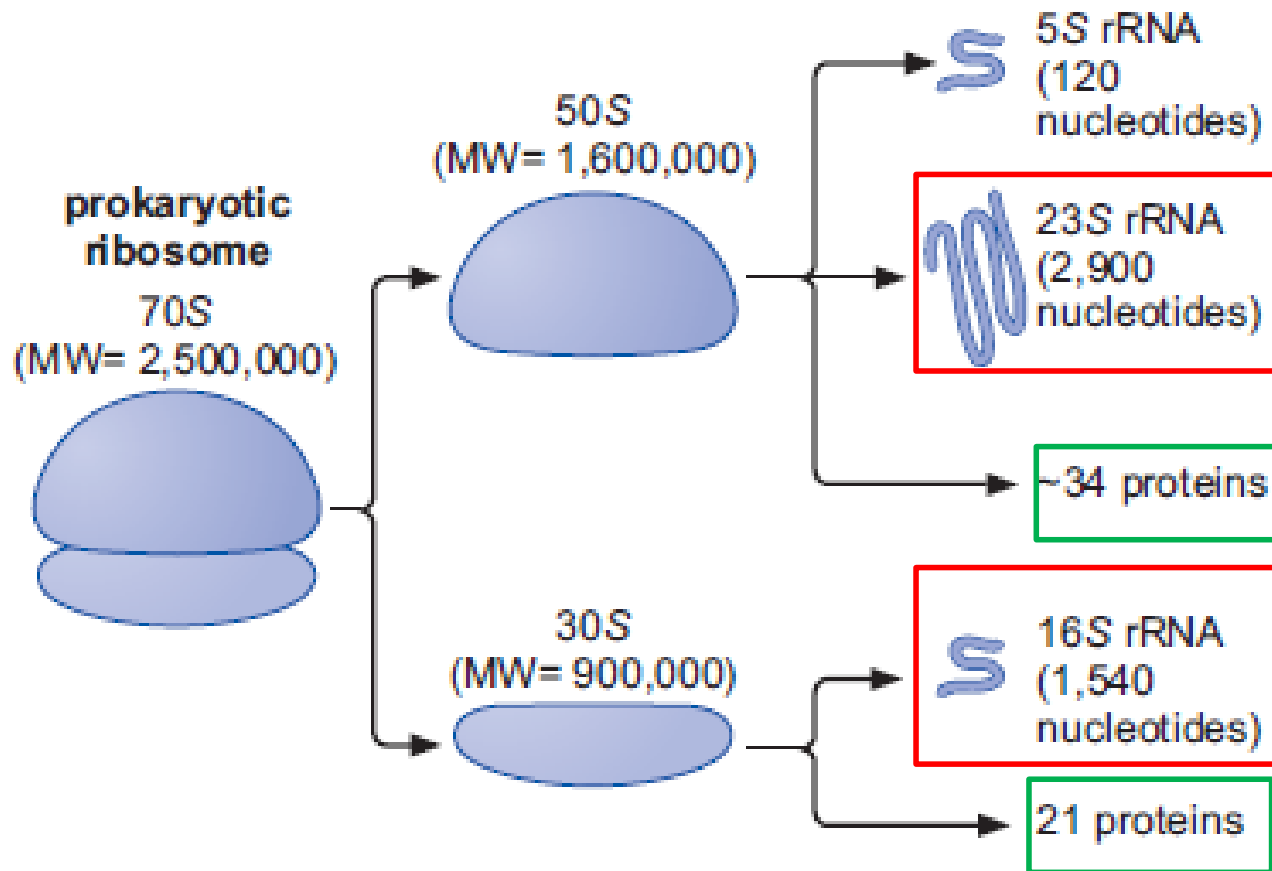 prokaryotic
ribosome
70S
(MW= 2,500,000)
50S
(MW= 1,600,000)
30S
(MW= 900,000)
5S rRNA
(120
nucleotides)
23S rRNA
(2,900
nucleotides)
~34 proteins
16S rRNA
(1,540
nucleotides)
21 proteins